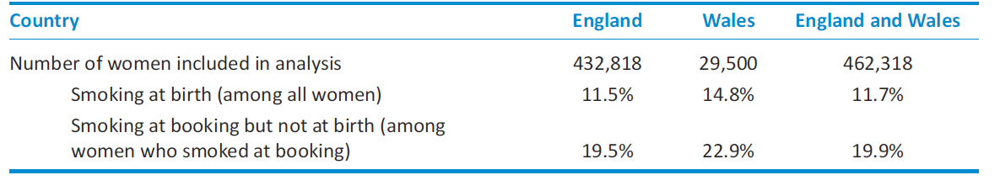 Country England Wales England and Wales
Number of women included in analysis 432,818 29,500 462,318
Smoking at birth (among all women) 11.5% 14.8% 11.7%
Smoking at booking but not at birth (among
women who smoked at booking) 19.5% 22.9% 19.9%